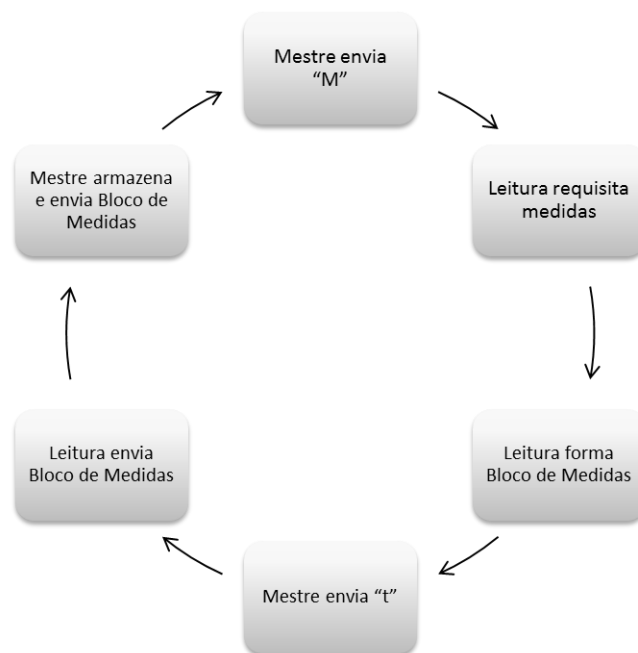 Mestre envia
“M”
Leitura requisita
medidas
Leitura forma
Bloco de Medidas
Mestre envia “t”
Leitura envia
Bloco de Medidas
Mestre armazena
e envia Bloco de
Medidas